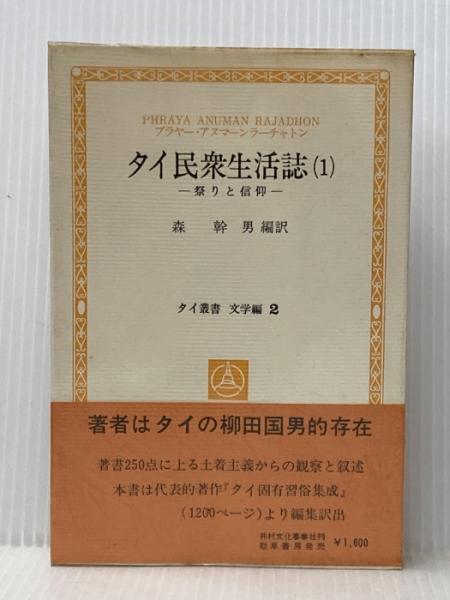 PHRAYA ANUMAN RAJADHON
プラヤー・アヌマーンラーチャトン
タイ民衆生活誌(1)
―祭りと信仰―
森 幹 男 編訳
タイ叢書 文学編 2
著者はタイの柳田国男的存在
著書250点に上る土着主義からの観察と叙述
本書は代表的著作『タイ固有習俗集成』
(1200ページ)より編集訳出
井村文化事業社刊
勁草書房発売 ¥1,600